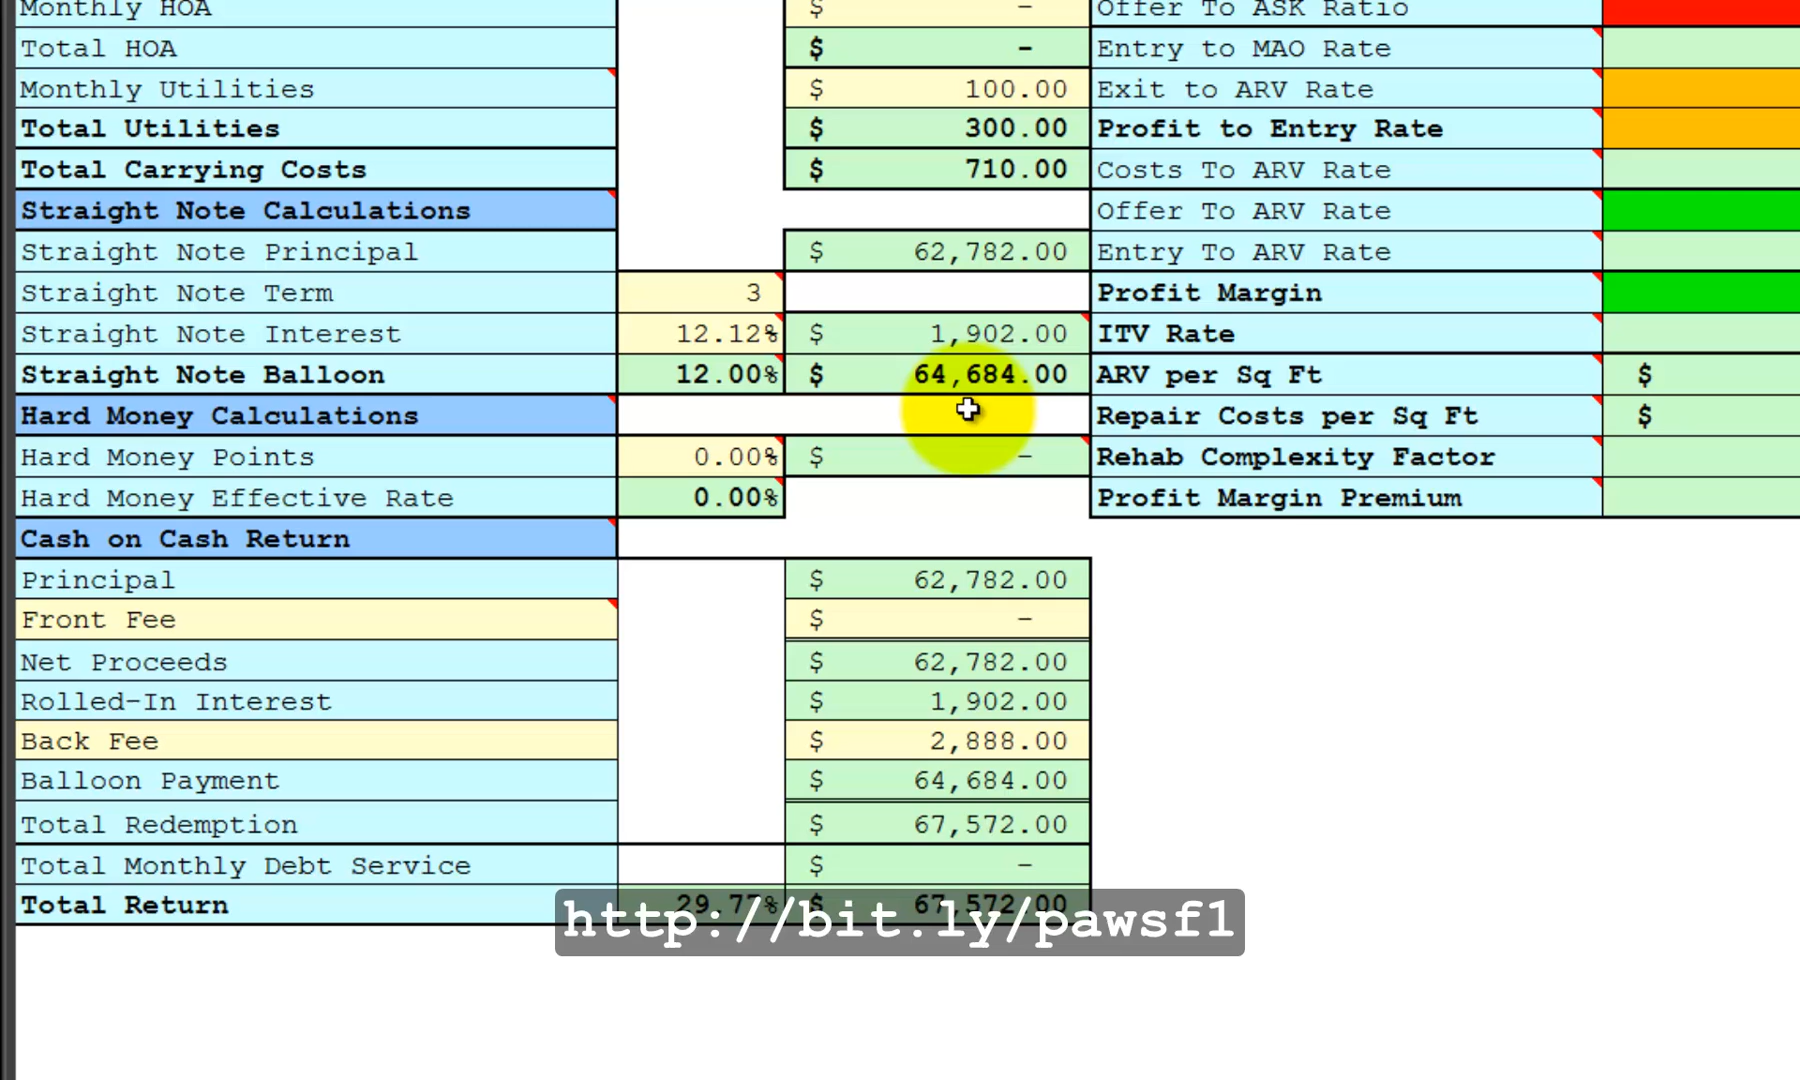 Monthly HOA $ – Offer To ASK Ratio
Total HOA $ – Entry to MAO Rate
Monthly Utilities $ 100.00 Exit to ARV Rate
Total Utilities $ 300.00 Profit to Entry Rate
Total Carrying Costs $ 710.00 Costs To ARV Rate
Straight Note Calculations Offer To ARV Rate
Straight Note Principal $ 62,782.00 Entry To ARV Rate
Straight Note Term 3 Profit Margin
Straight Note Interest 12.12% $ 1,902.00 ITV Rate
Straight Note Balloon 12.00% $ 64,684.00 ARV per Sq Ft $
Hard Money Calculations Repair Costs per Sq Ft $
Hard Money Points 0.00% $ – Rehab Complexity Factor
Hard Money Effective Rate 0.00% Profit Margin Premium
Cash on Cash Return
Principal $ 62,782.00
Front Fee $ –
Net Proceeds $ 62,782.00
Rolled-In Interest $ 1,902.00
Back Fee $ 2,888.00
Balloon Payment $ 64,684.00
Total Redemption $ 67,572.00
Total Monthly Debt Service $ –
Total Return 29.77% $ 67,572.00
http://bit.ly/pawsf1